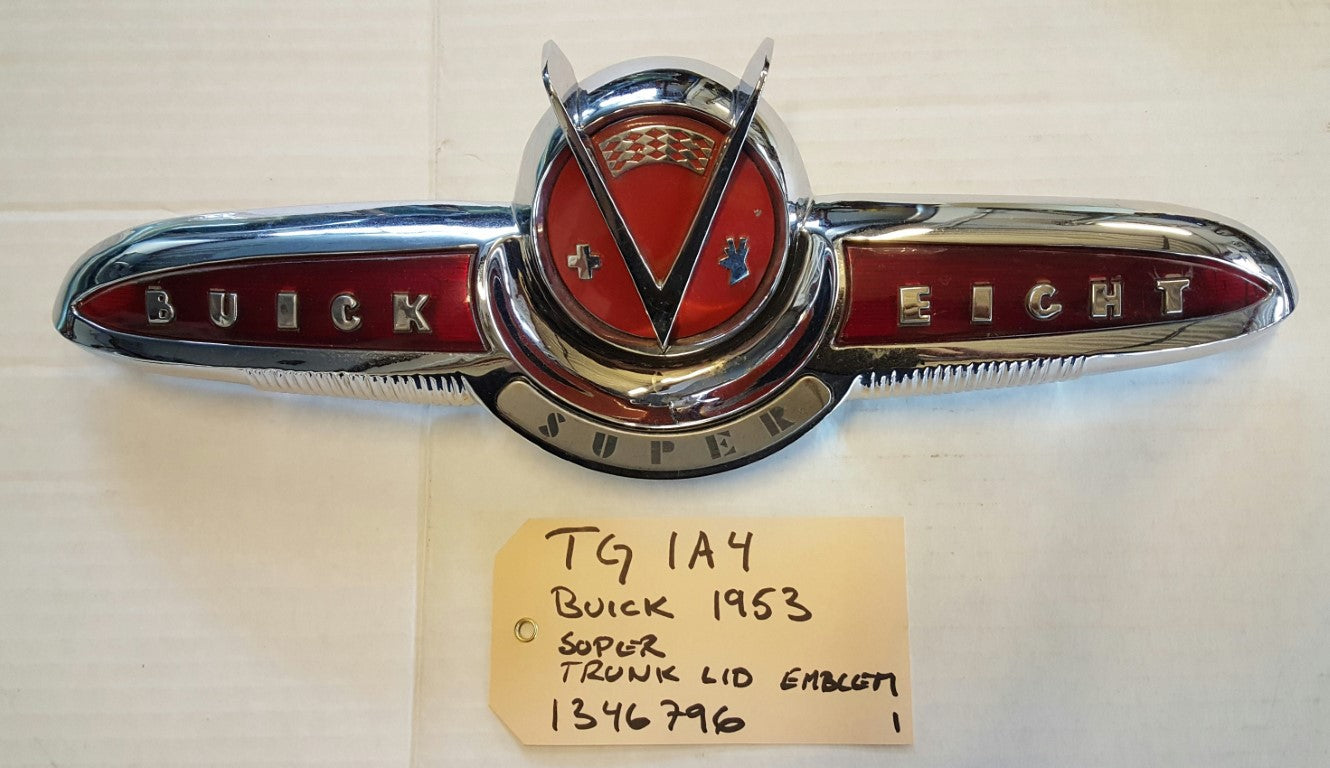 BUICK EIGHT
SUPER
TG 1A4
BUICK 1953
SUPER
TRUNK LID EMBLEM
1346796 1